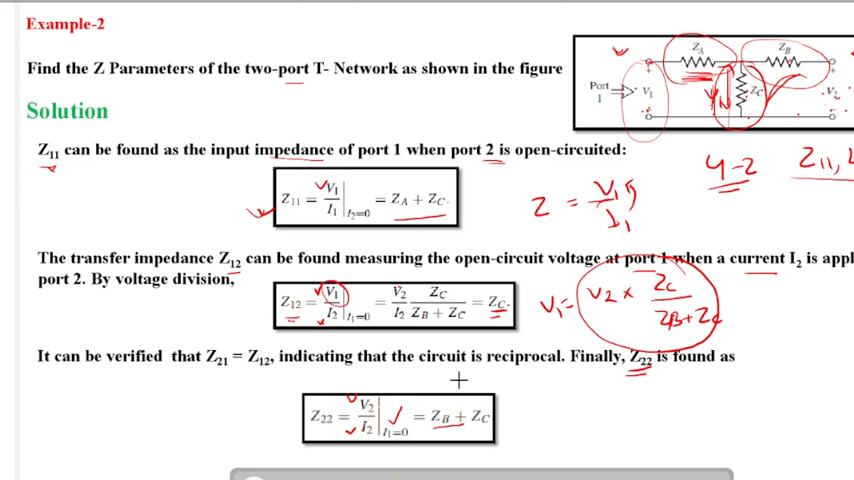 Example-2
Find the Z Parameters of the two-port T- Network as shown in the figure
Z_A Z_B
+ +
Port
1
V_1 Z_C V_2
Solution
Z_11 can be found as the input impedance of port 1 when port 2 is open-circuited:
4-2 Z_11,
Z_11 = V_1/I_1 |I_2=0 = Z_A + Z_C.
Z = V_1/I_1
The transfer impedance Z_12 can be found measuring the open-circuit voltage at port 1 when a current I_2 is appl
port 2. By voltage division,
Z_12 = V_1/I_2 |I_1=0 = V_2/I_2 Z_C/(Z_B + Z_C) = Z_C.
V_1 = V_2 × Z_C/(Z_B+Z_C)
It can be verified that Z_21 = Z_12, indicating that the circuit is reciprocal. Finally, Z_22 is found as
Z_22 = V_2/I_2 |I_1=0 = Z_B + Z_C